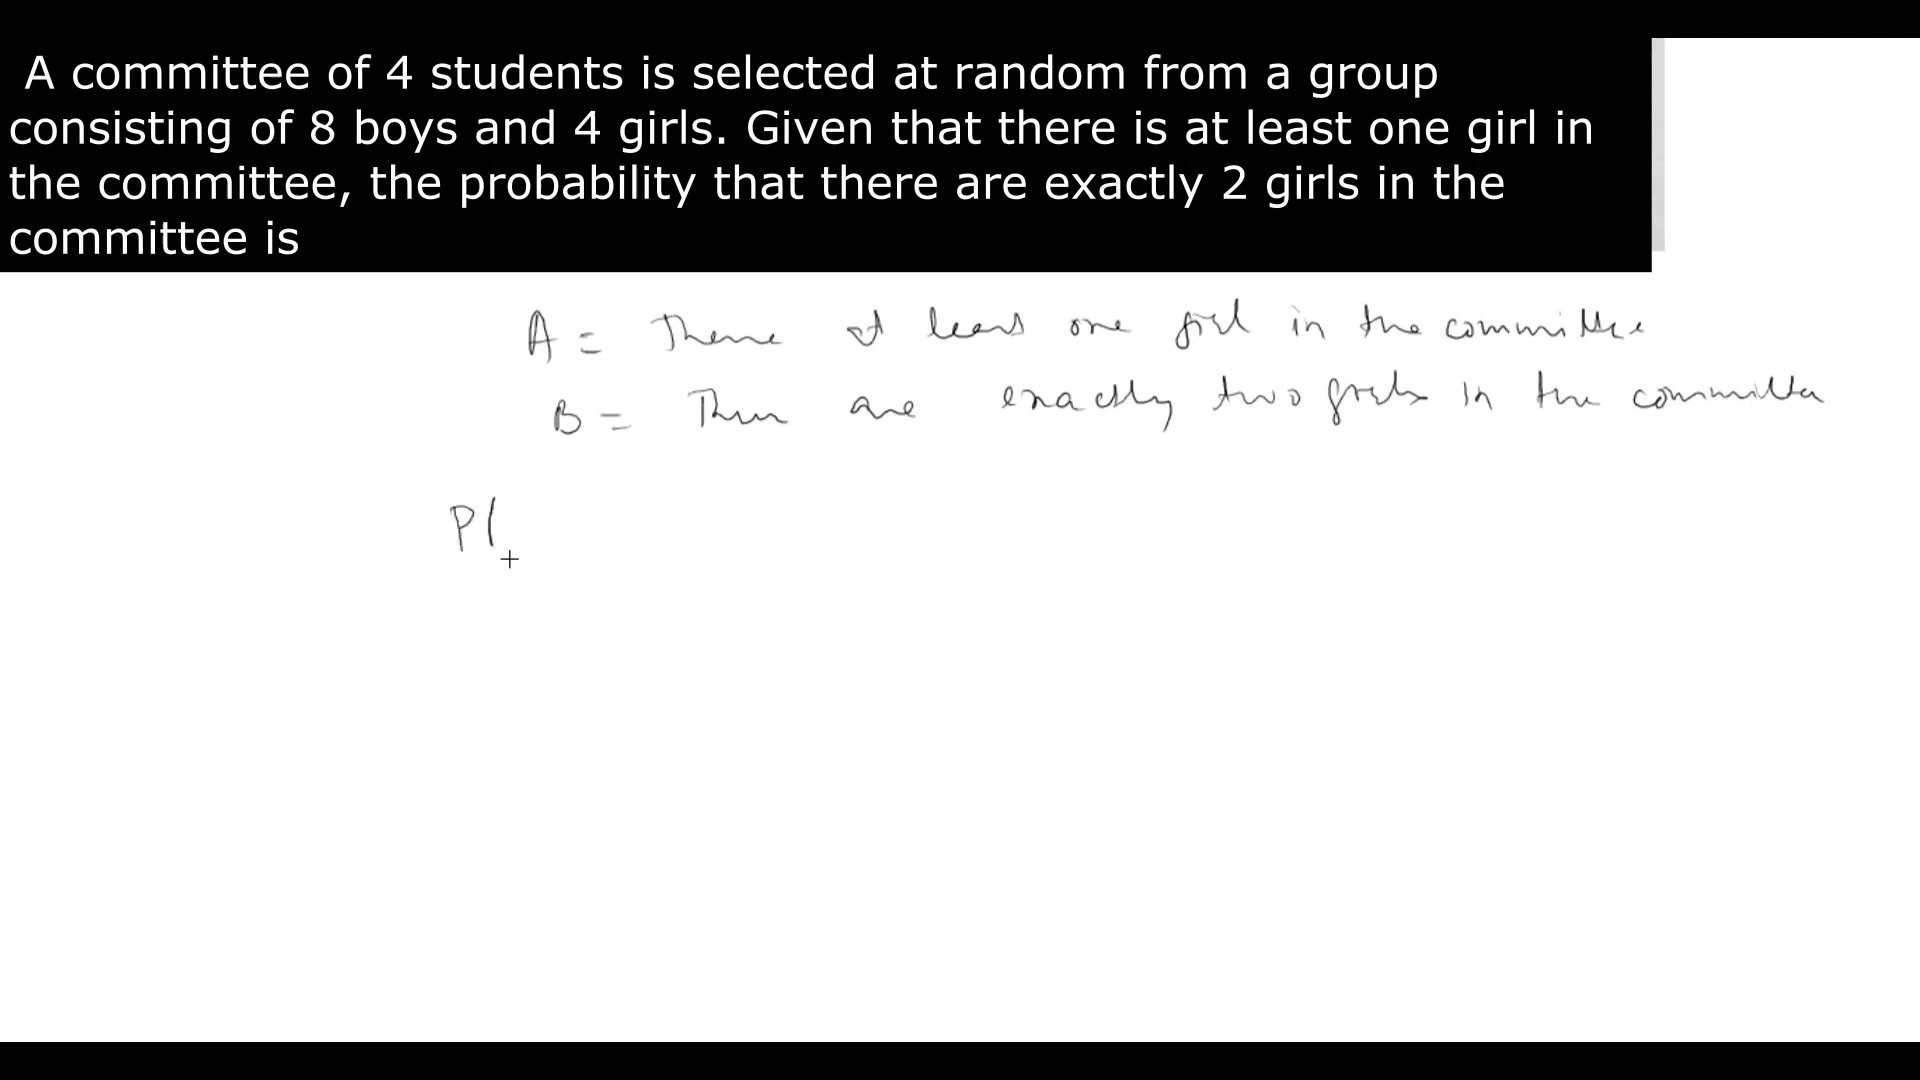 A committee of 4 students is selected at random from a group
consisting of 8 boys and 4 girls. Given that there is at least one girl in
the committee, the probability that there are exactly 2 girls in the
committee is
A = There at least one girl in the committee
B = There are exactly two girls in the committee
P(